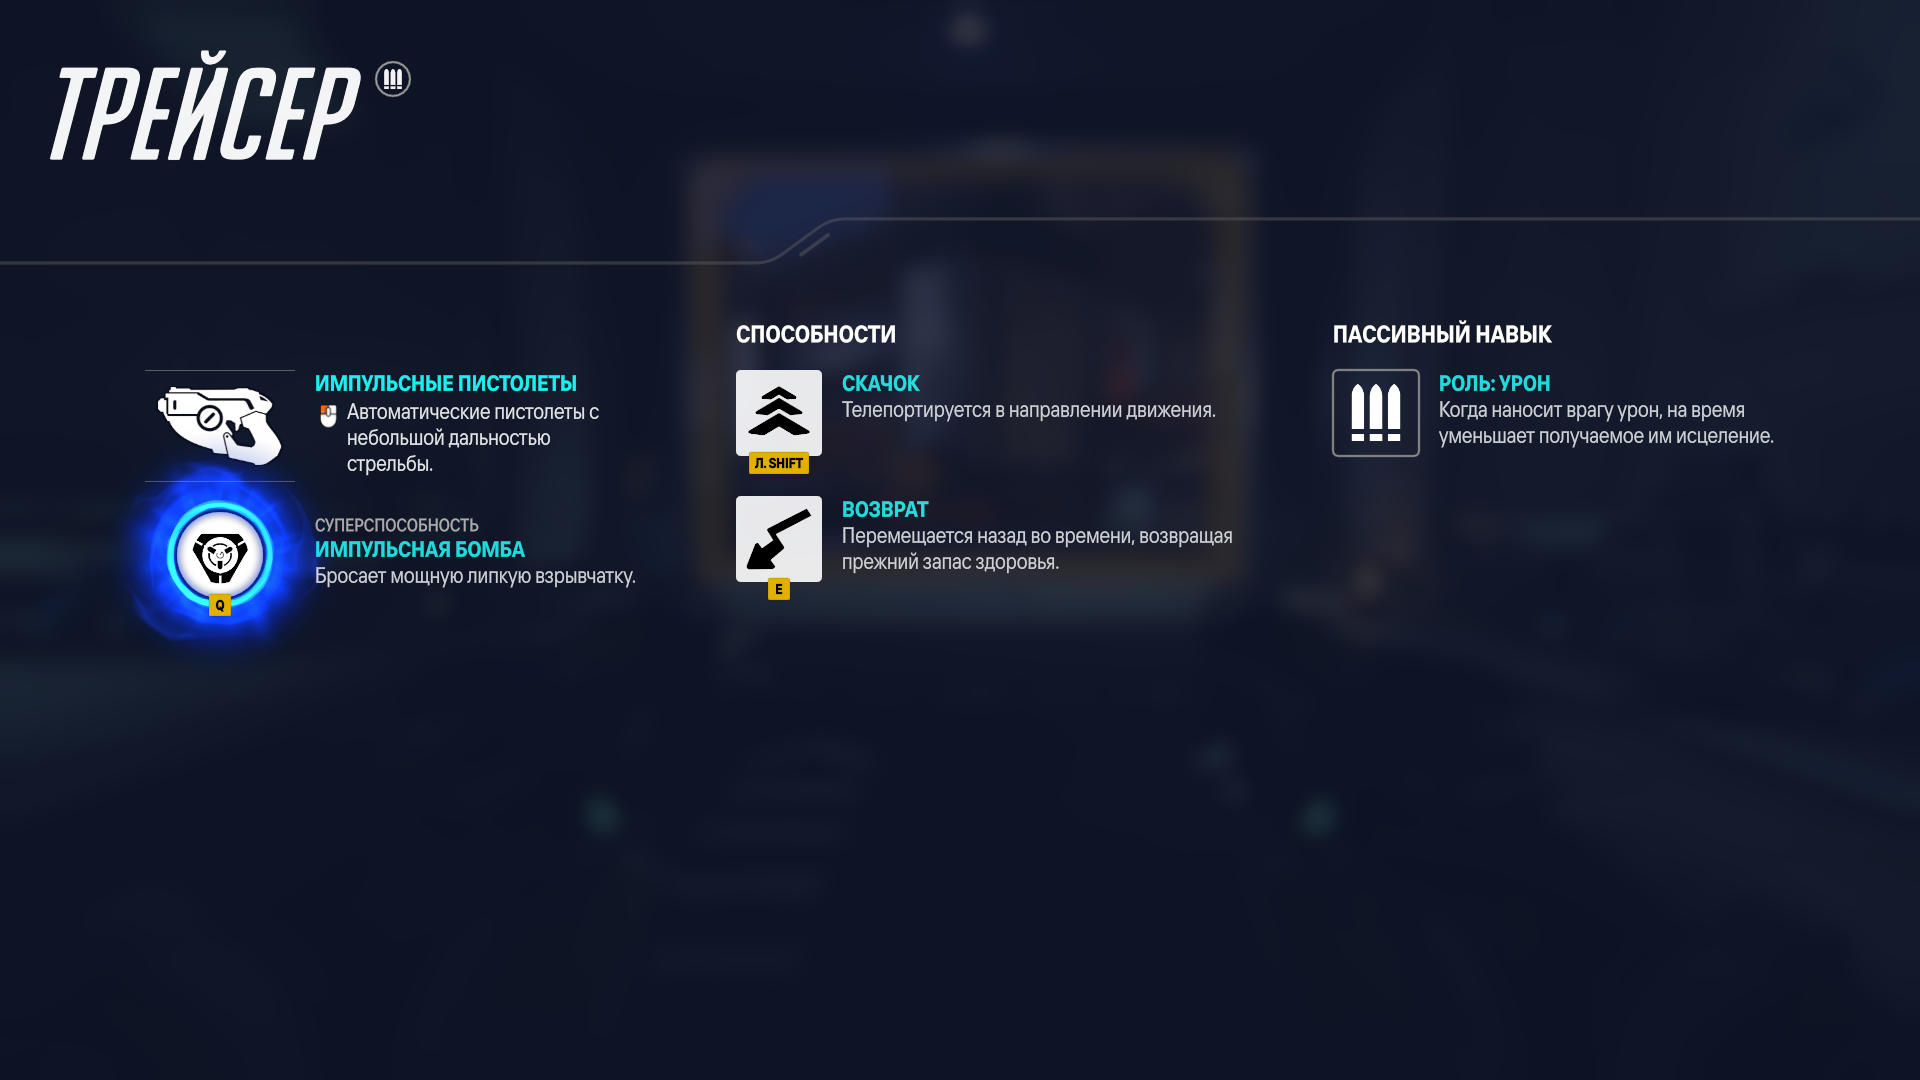 ТРЕЙСЕР
ИМПУЛЬСНЫЕ ПИСТОЛЕТЫ
Автоматические пистолеты с
небольшой дальностью
стрельбы.
СУПЕРСПОСОБНОСТЬ
ИМПУЛЬСНАЯ БОМБА
Бросает мощную липкую взрывчатку.
Q
СПОСОБНОСТИ
СКАЧОК
Телепортируется в направлении движения.
Л. SHIFT
ВОЗВРАТ
Перемещается назад во времени, возвращая
прежний запас здоровья.
E
ПАССИВНЫЙ НАВЫК
РОЛЬ: УРОН
Когда наносит врагу урон, на время
уменьшает получаемое им исцеление.